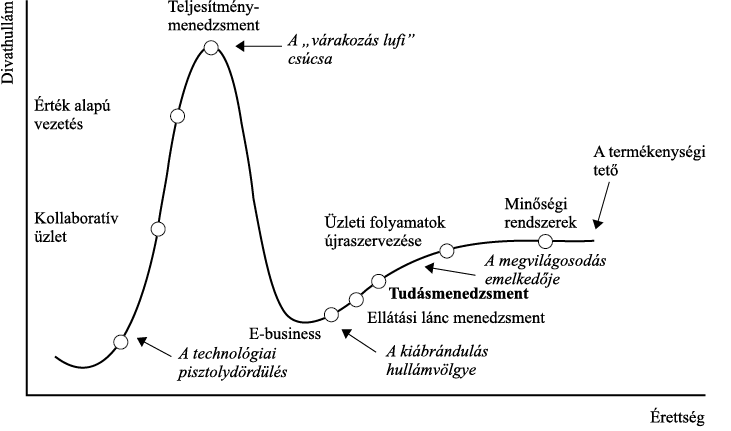 Divathullám
Teljesítmény-
menedzsment
A „várakozás lufi”
csúcsa
Érték alapú
vezetés
Kollaboratív
üzlet
A termékenységi
tető
Minőségi
rendszerek
Üzleti folyamatok
újraszervezése
A megvilágosodás
emelkedője
Tudásmenedzsment
Ellátási lánc menedzsment
E-business
A technológiai
pisztolydördülés
A kiábrándulás
hullámvölgye
Érettség